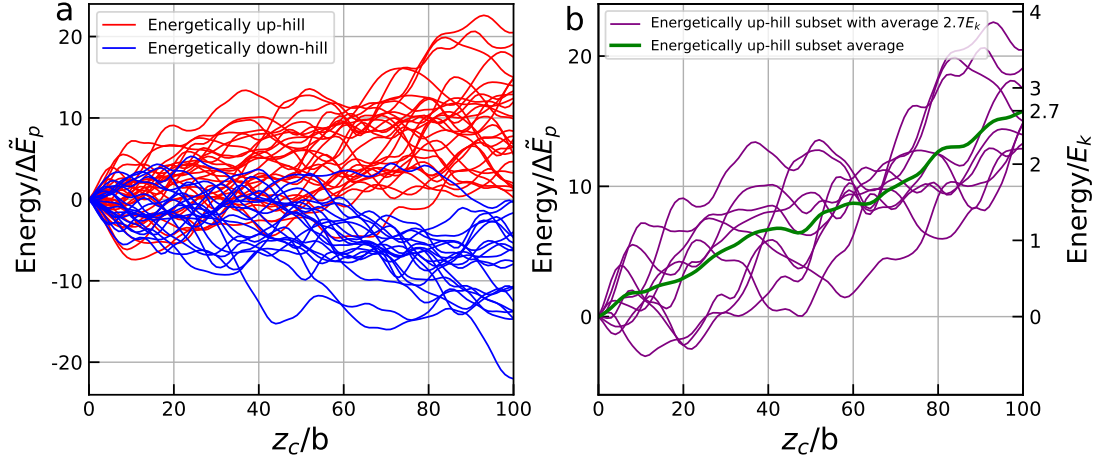 a
Energetically up-hill
Energetically down-hill
20
10
0
-10
-20
0
20
40
60
80
100
Energy/ΔẼ_p
z_c/b
b
Energetically up-hill subset with average 2.7E_k
Energetically up-hill subset average
20
10
0
0
20
40
60
80
100
4
3
2.7
2
1
0
Energy/ΔẼ_p
z_c/b
Energy/E_k